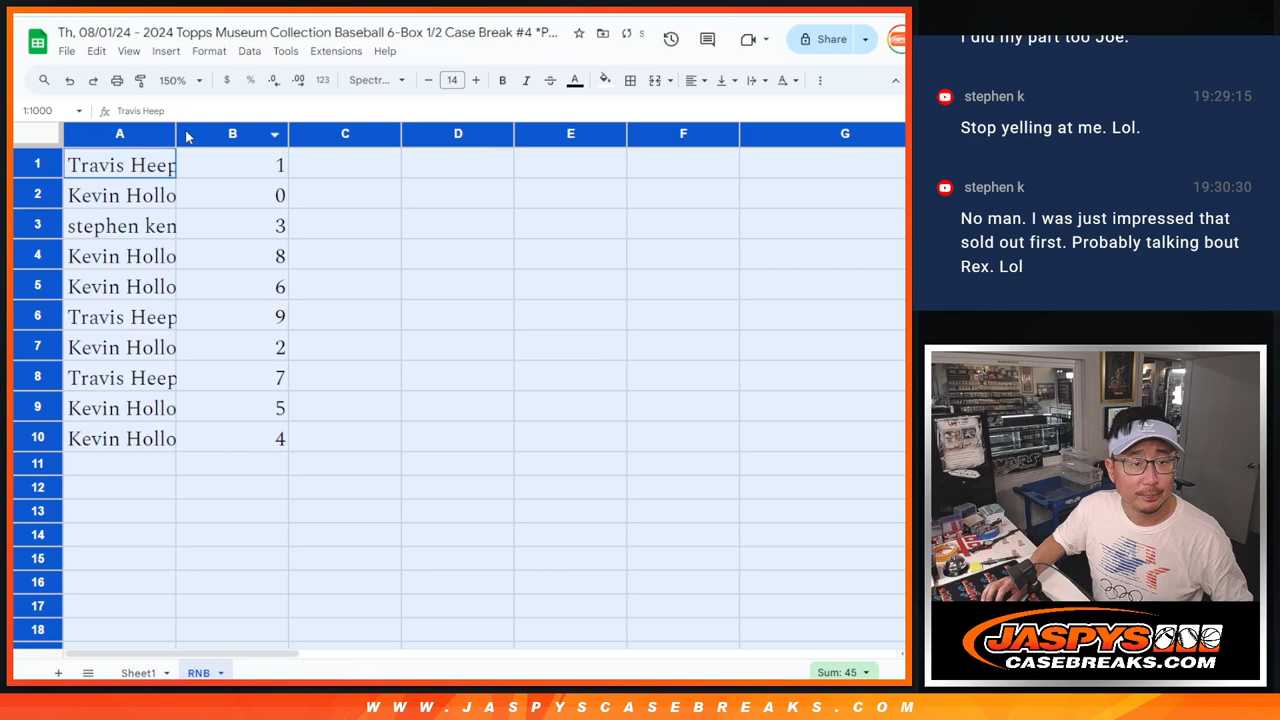 Th, 08/01/24 - 2024 Topps Museum Collection Baseball 6-Box 1/2 Case Break #4 *P...
File Edit View Insert Format Data Tools Extensions Help
Share
150% $ % .0 .00 123 Spectr... 14 B I A
1:1000 fx Travis Heep
A B C D E F G
1 Travis Heep 1
2 Kevin Hollo 0
3 stephen ken 3
4 Kevin Hollo 8
5 Kevin Hollo 6
6 Travis Heep 9
7 Kevin Hollo 2
8 Travis Heep 7
9 Kevin Hollo 5
10 Kevin Hollo 4
11
12
13
14
15
16
17
18
Sheet1 RNB Sum: 45
I did my part too Joe.
stephen k 19:29:15
Stop yelling at me. Lol.
stephen k 19:30:30
No man. I was just impressed that
sold out first. Probably talking bout
Rex. Lol
JASPYS
CASEBREAKS.COM
WWW.JASPYSCASEBREAKS.COM